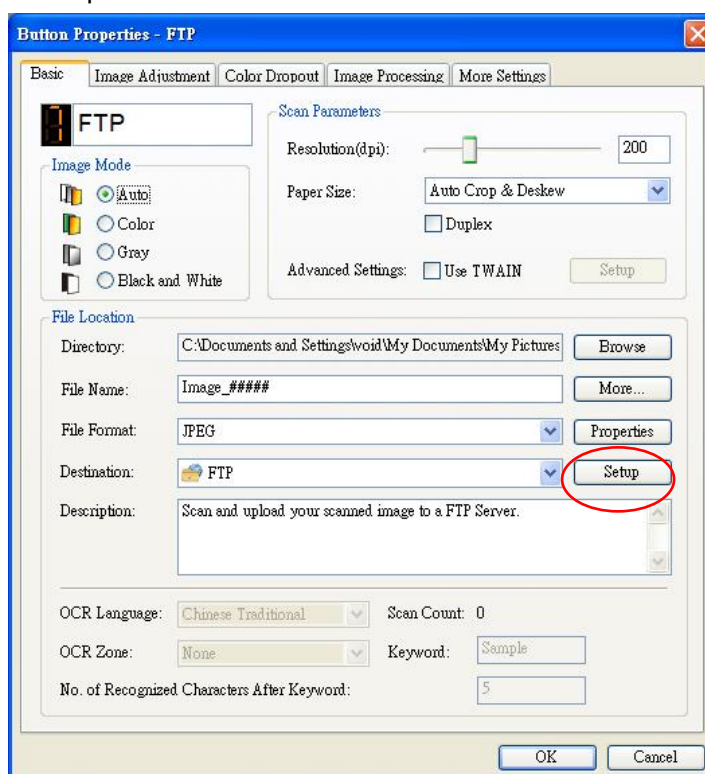 Button Properties - FTP
Basic Image Adjustment Color Dropout Image Processing More Settings
1 FTP
Image Mode
Auto
Color
Gray
Black and White
Scan Parameters
Resolution(dpi): 200
Paper Size: Auto Crop & Deskew
Duplex
Advanced Settings: Use TWAIN Setup
File Location
Directory: C:\Documents and Settings\void\My Documents\My Pictures Browse
File Name: Image_##### More...
File Format: JPEG Properties
Destination: FTP Setup
Description: Scan and upload your scanned image to a FTP Server.
OCR Language: Chinese Traditional Scan Count: 0
OCR Zone: None Keyword: Sample
No. of Recognized Characters After Keyword: 5
OK Cancel